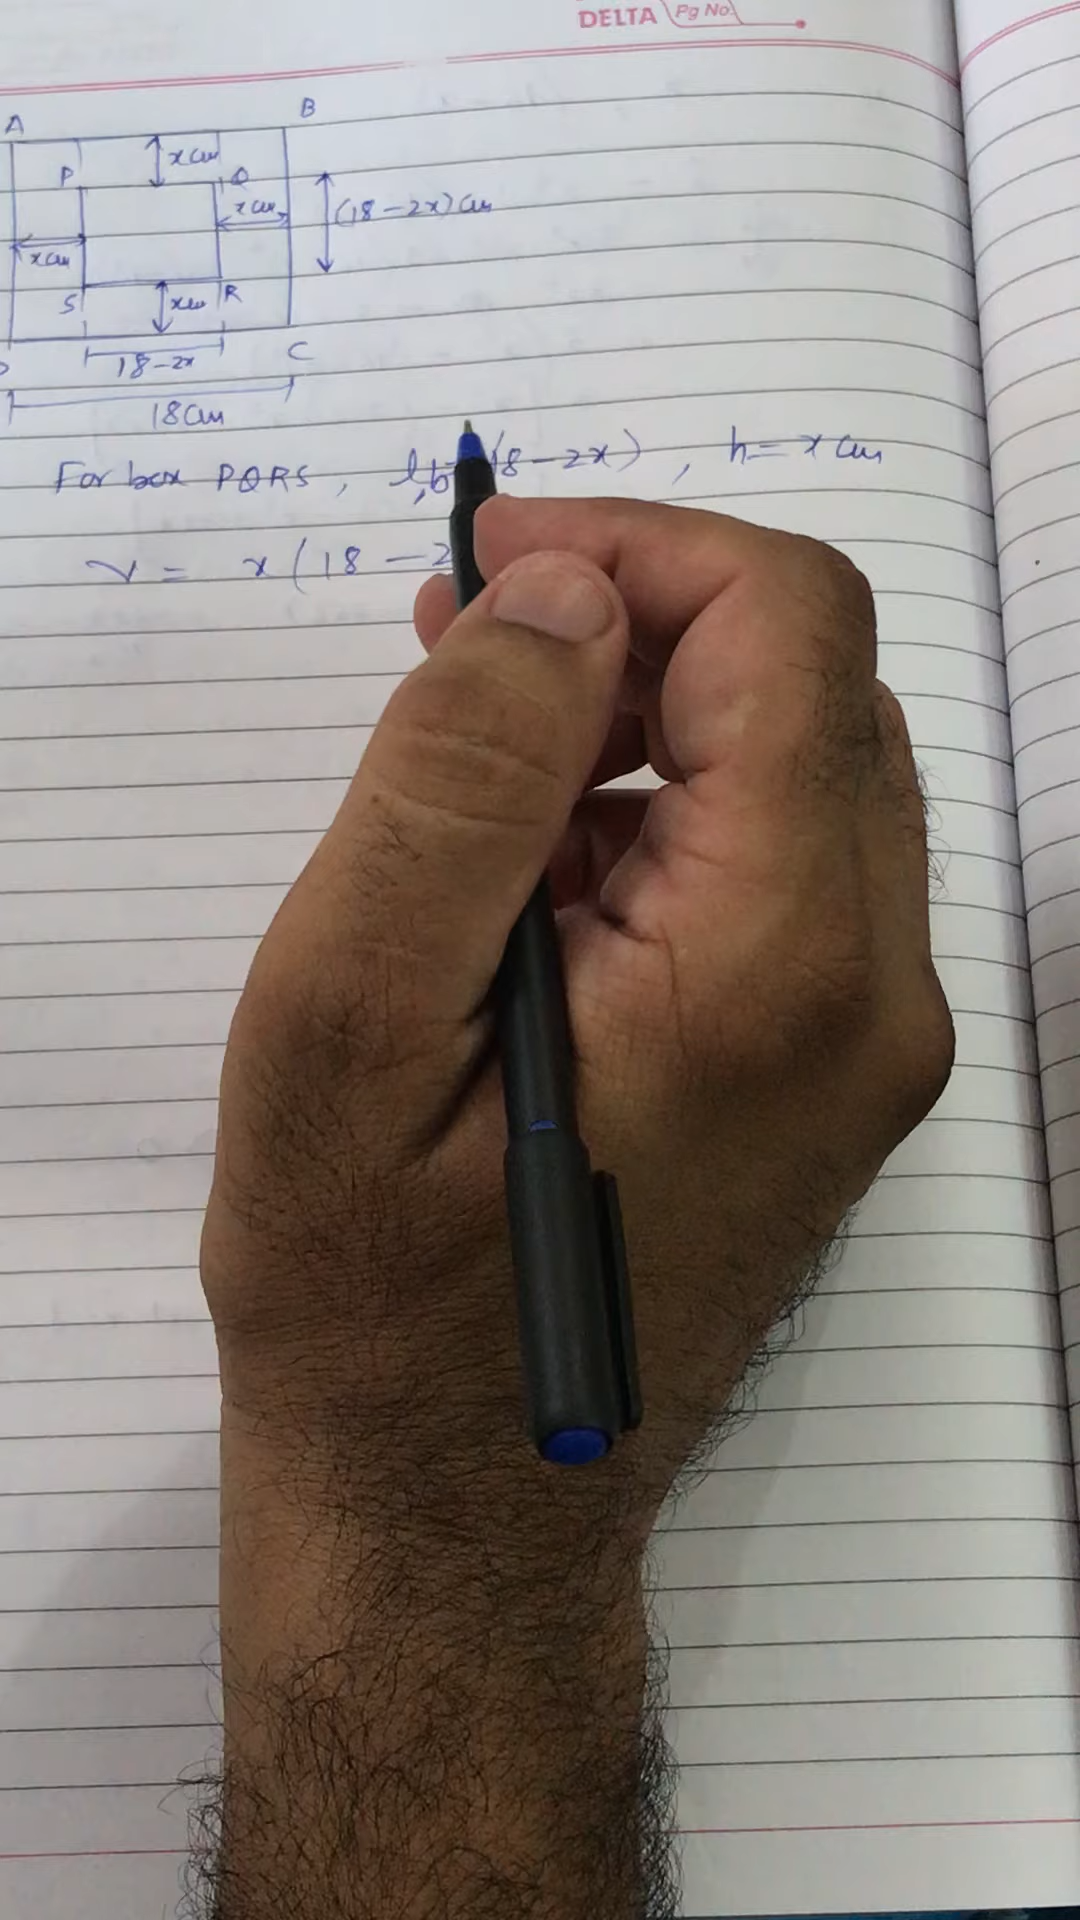 DELTA Pg No.
A B
x cm
P Q
x cm (18-2x) cm
x cm
S x cm R
18-2x C
18 cm
For box PQRS, l, b (18-2x), h = x cm
V = x(18-2